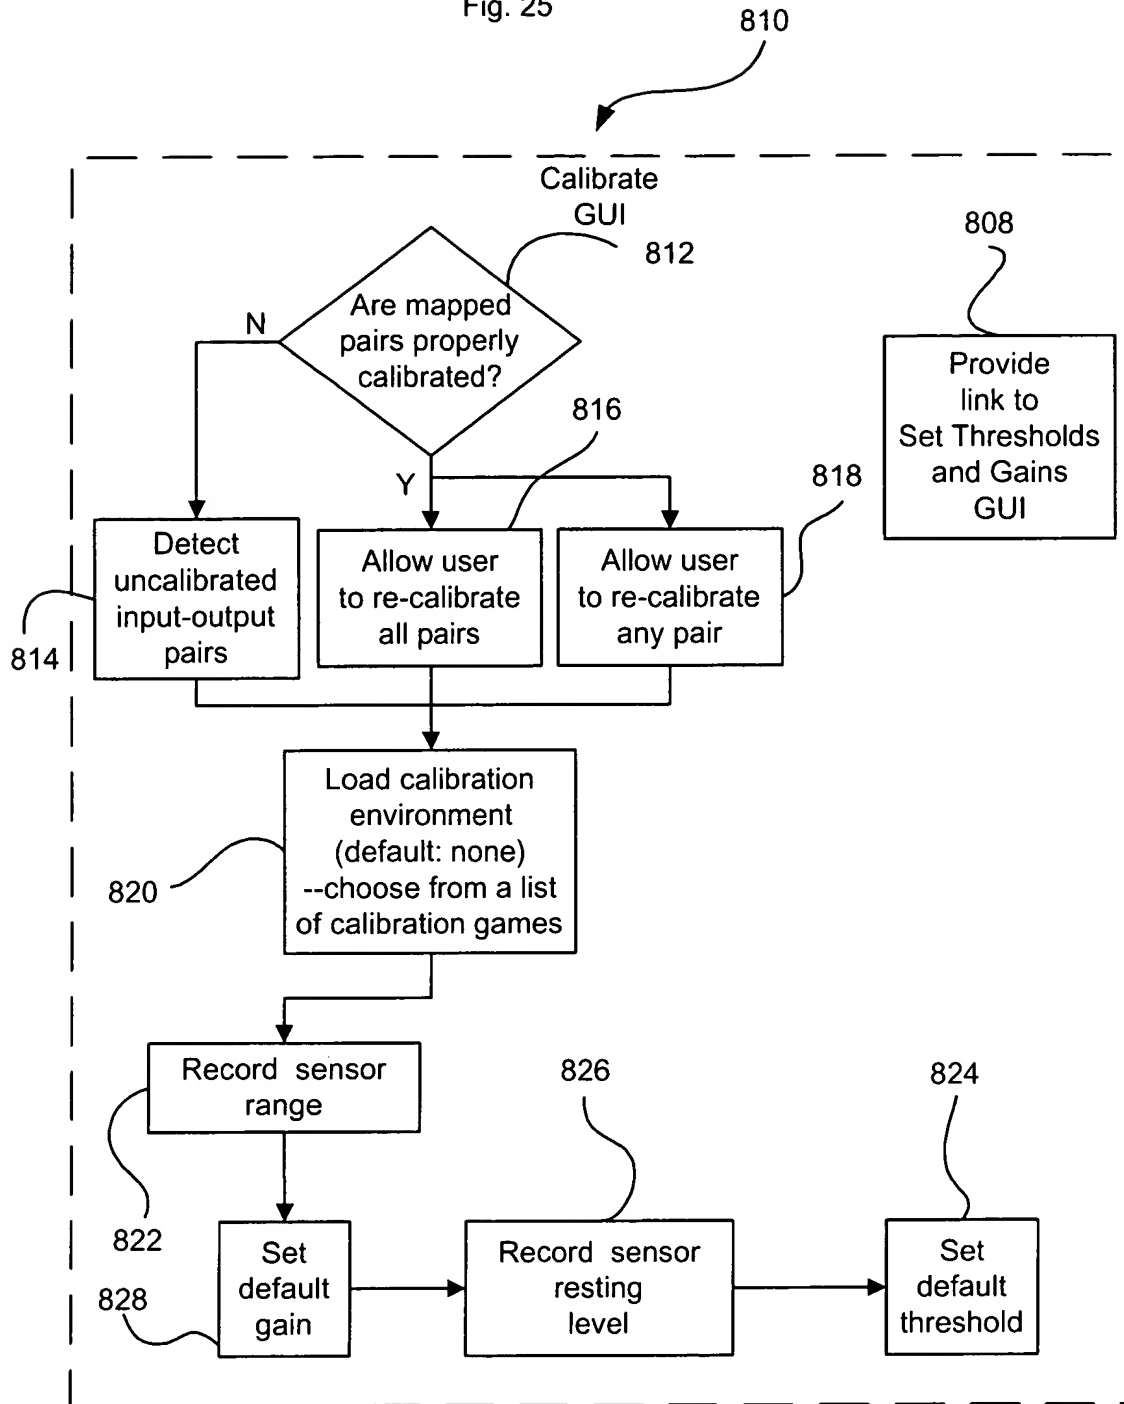 Fig. 25
810
Calibrate
GUI
812
808
Are mapped
pairs properly
calibrated?
N
Y
816
818
Provide
link to
Set Thresholds
and Gains
GUI
Detect
uncalibrated
input-output
pairs
814
Allow user
to re-calibrate
all pairs
Allow user
to re-calibrate
any pair
Load calibration
environment
(default: none)
--choose from a list
of calibration games
820
Record sensor
range
822
826
824
828
Set
default
gain
Record sensor
resting
level
Set
default
threshold